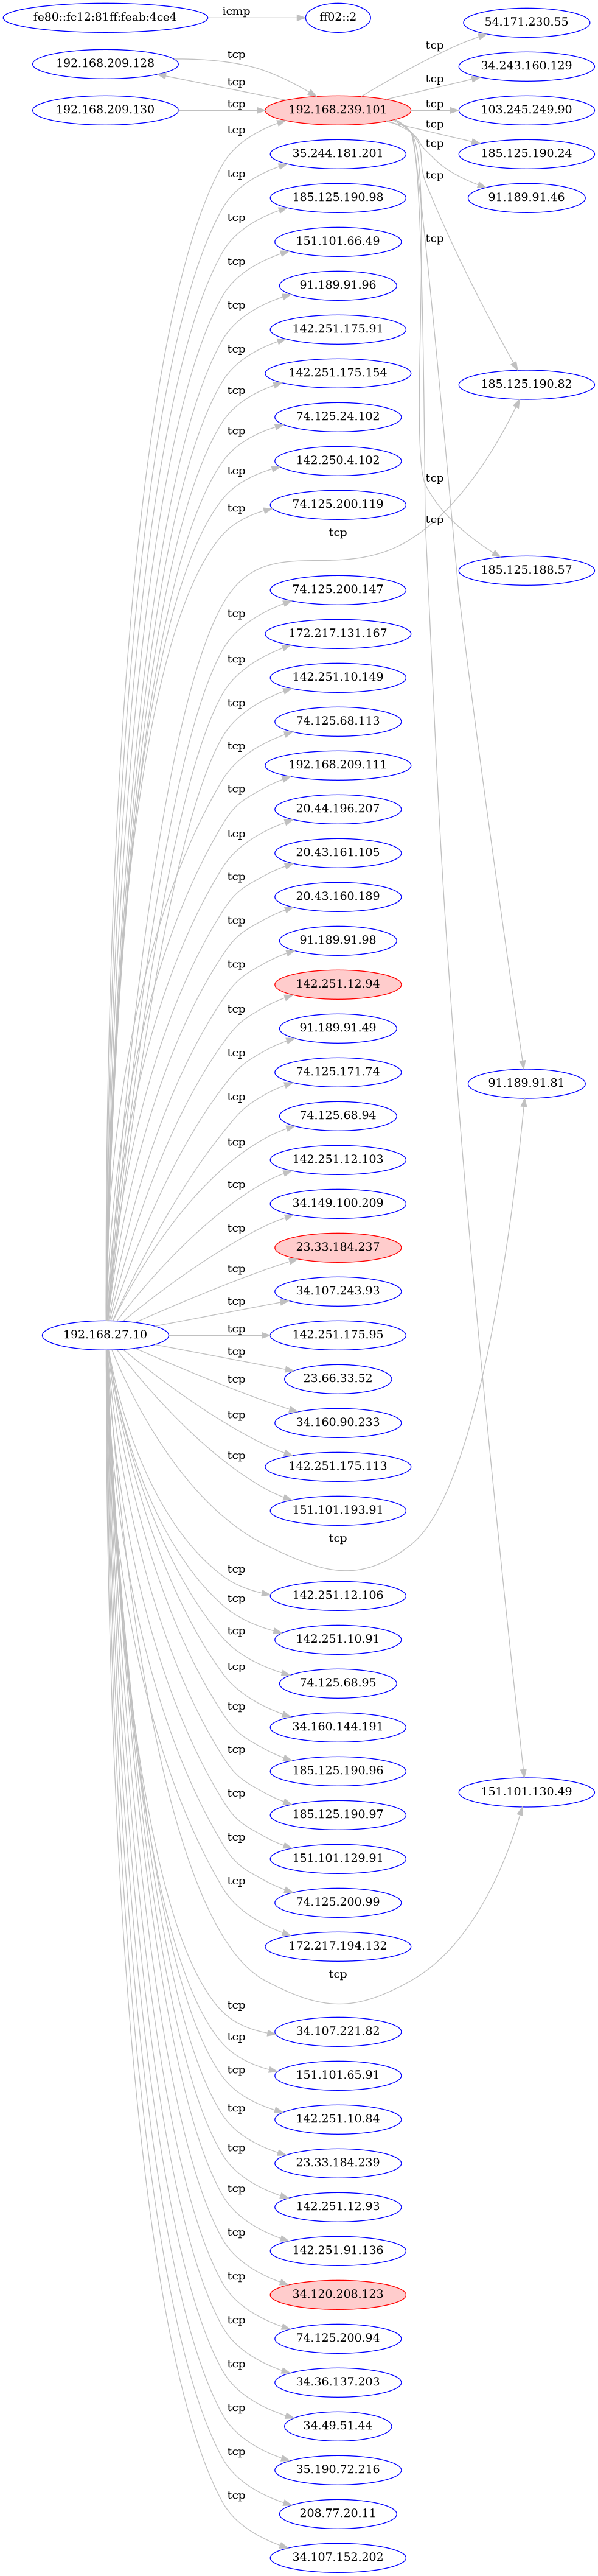 fe80::fc12:81ff:feab:4ce4
icmp
ff02::2
54.171.230.55
192.168.209.128
tcp
tcp
34.243.160.129
tcp
tcp
192.168.209.130
tcp
192.168.239.101
tcp
103.245.249.90
tcp
tcp
35.244.181.201
tcp
185.125.190.24
tcp
185.125.190.98
tcp
91.189.91.46
tcp
151.101.66.49
tcp
tcp
91.189.91.96
tcp
142.251.175.91
tcp
142.251.175.154
185.125.190.82
tcp
74.125.24.102
tcp
142.250.4.102
tcp
74.125.200.119
tcp
tcp
tcp
tcp
185.125.188.57
74.125.200.147
tcp
172.217.131.167
tcp
142.251.10.149
tcp
74.125.68.113
tcp
192.168.209.111
tcp
20.44.196.207
tcp
20.43.161.105
tcp
20.43.160.189
tcp
91.189.91.98
tcp
142.251.12.94
tcp
91.189.91.49
tcp
74.125.171.74
91.189.91.81
tcp
74.125.68.94
tcp
142.251.12.103
tcp
34.149.100.209
tcp
23.33.184.237
tcp
34.107.243.93
tcp
192.168.27.10
tcp
142.251.175.95
tcp
23.66.33.52
tcp
34.160.90.233
tcp
142.251.175.113
tcp
151.101.193.91
tcp
tcp
142.251.12.106
tcp
142.251.10.91
tcp
74.125.68.95
tcp
34.160.144.191
tcp
185.125.190.96
151.101.130.49
tcp
185.125.190.97
tcp
151.101.129.91
tcp
74.125.200.99
tcp
172.217.194.132
tcp
tcp
34.107.221.82
tcp
151.101.65.91
tcp
142.251.10.84
tcp
23.33.184.239
tcp
142.251.12.93
tcp
142.251.91.136
tcp
34.120.208.123
tcp
74.125.200.94
tcp
34.36.137.203
tcp
34.49.51.44
tcp
35.190.72.216
tcp
208.77.20.11
tcp
34.107.152.202